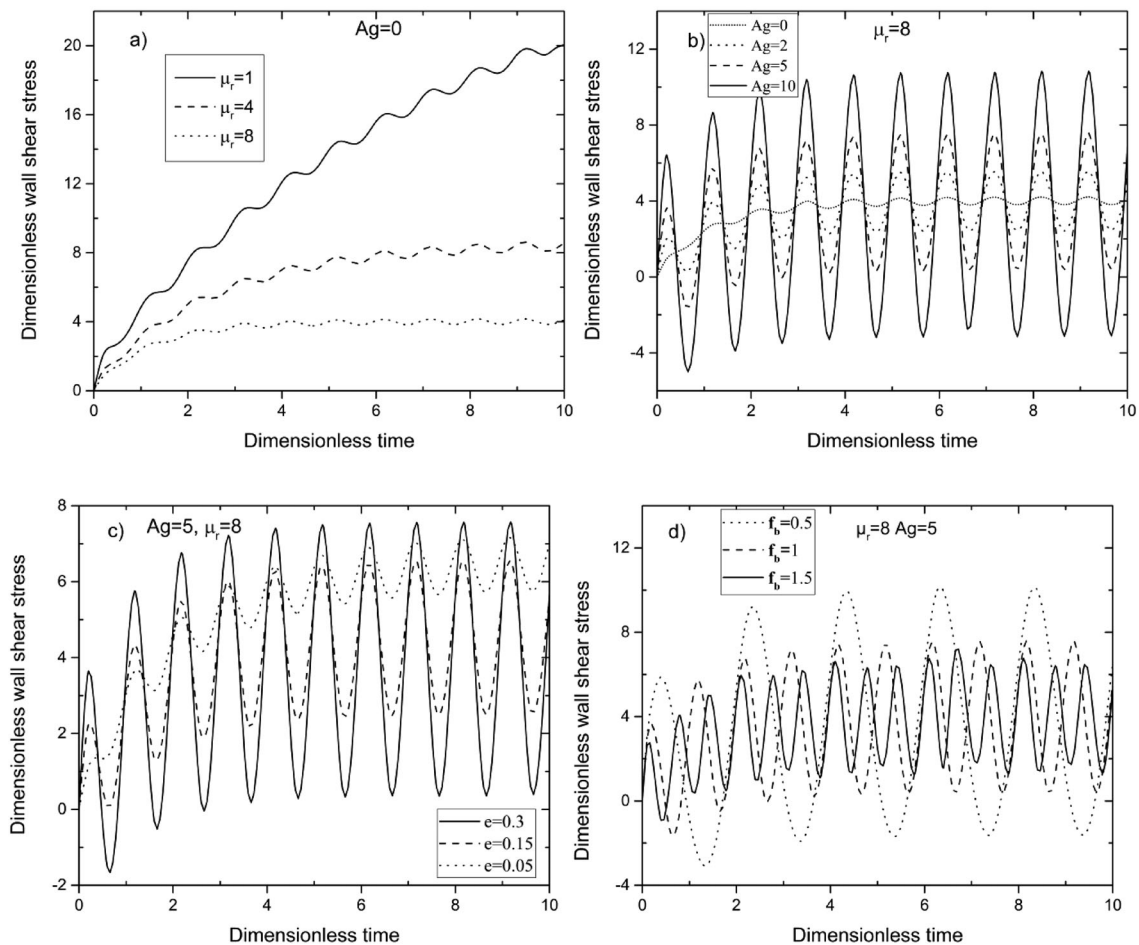 a)
Ag=0
μr=1
μr=4
μr=8
20
16
12
8
4
0
0 2 4 6 8 10
Dimensionless wall shear stress
Dimensionless time
b)
μr=8
Ag=0
Ag=2
Ag=5
Ag=10
12
8
4
0
-4
0 2 4 6 8 10
Dimensionless wall shear stress
Dimensionless time
c)
Ag=5, μr=8
e=0.3
e=0.15
e=0.05
8
6
4
2
0
-2
0 2 4 6 8 10
Dimensionless wall shear stress
Dimensionless time
d)
μr=8 Ag=5
fb=0.5
fb=1
fb=1.5
12
8
4
0
-4
0 2 4 6 8 10
Dimensionless wall shear stress
Dimensionless time